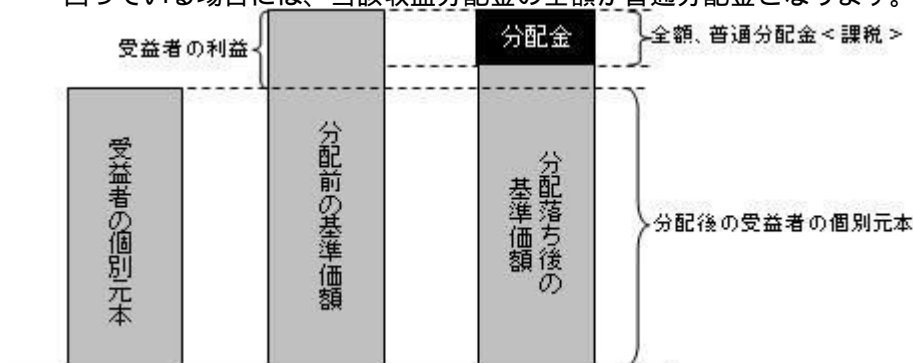 回っている場合には、当該収益分配金の全額が普通分配金となります。
受益者の利益
分配金
全額、普通分配金＜課税＞
受益者の個別元本
分配前の基準価額
分配落ち後の
基準価額
分配後の受益者の個別元本